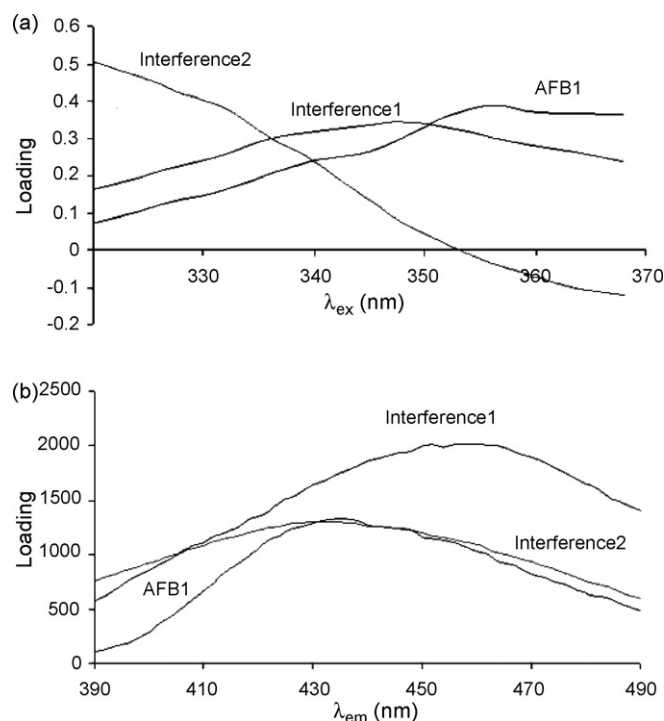 (a)
0.6
0.5
0.4
0.3
0.2
0.1
0
-0.1
-0.2
Loading
Interference2
Interference1
AFB1
330
340
350
360
370
λex (nm)
(b)
2500
2000
1500
1000
500
0
Loading
Interference1
Interference2
AFB1
390
410
430
450
470
490
λem (nm)